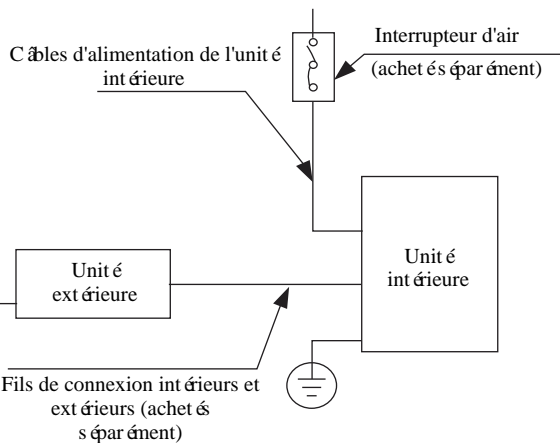 Câbles d'alimentation de l'unité
intérieure
Interrupteur d'air
(achetés séparément)
Unité
extérieure
Unité
intérieure
Fils de connexion intérieurs et
extérieurs (achetés
séparément)